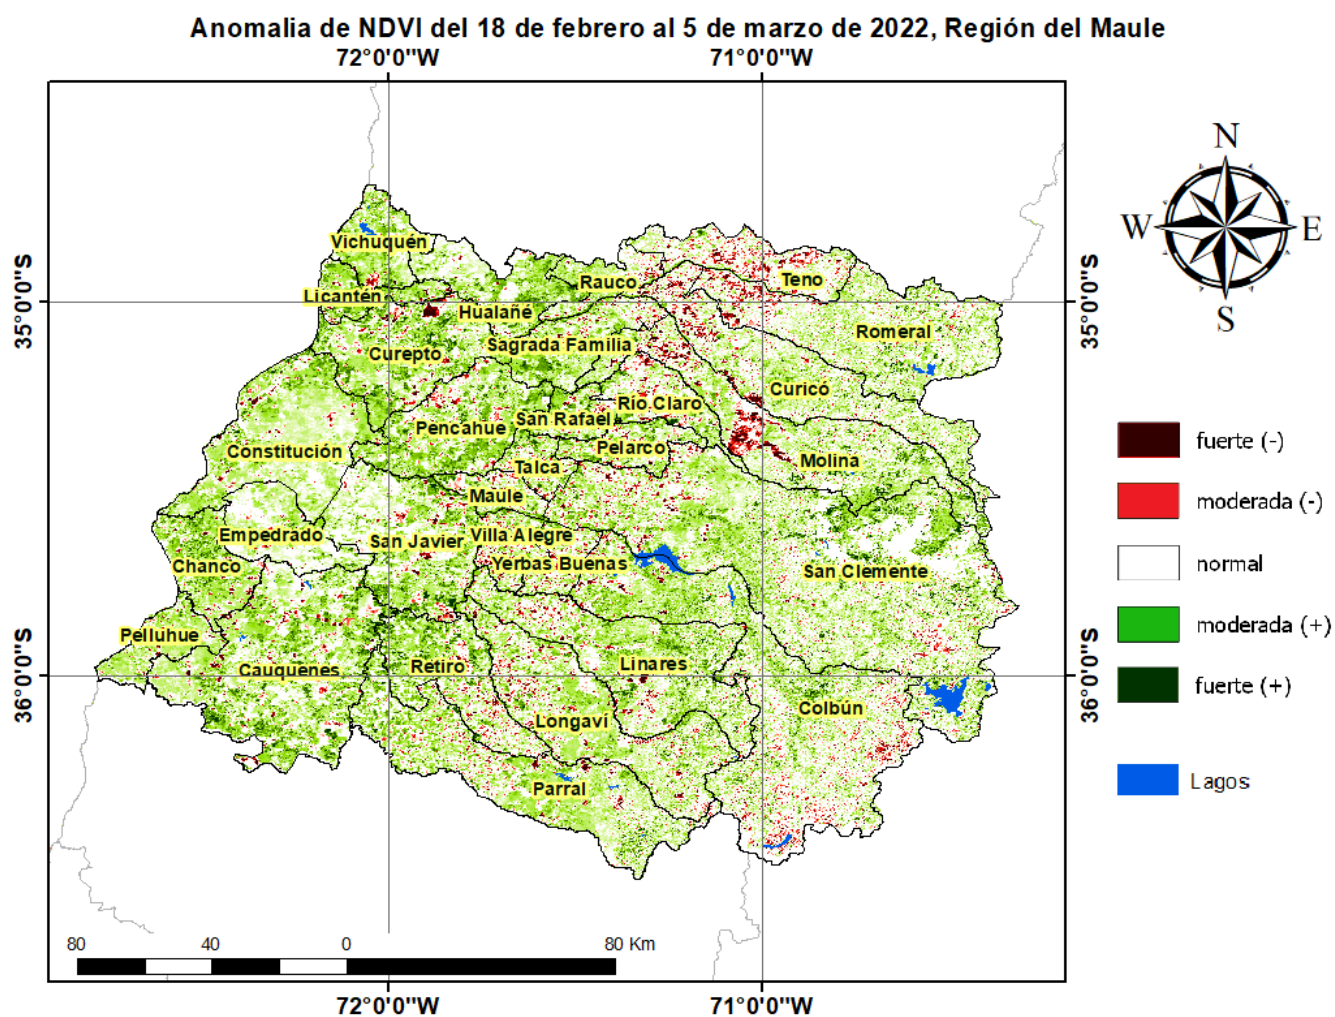 Anomalia de NDVI del 18 de febrero al 5 de marzo de 2022, Región del Maule
72°0'0"W 71°0'0"W
N
W E
S
35°0'0"S 35°0'0"S
Vichuquén
Licantén
Rauco
Teno
Hualañé
Romeral
Sagrada Familia
Curepto
Curicó
Río Claro
San Rafael
Pencahue
Constitución
Pelarco
Molina
Talca
Maule
Empedrado
San Javier
Villa Alegre
Chanco
Yerbas Buenas
San Clemente
Pelluhue
Cauquenes
Retiro
Linares
Colbún
Longaví
Parral
36°0'0"S 36°0'0"S
fuerte (-)
moderada (-)
normal
moderada (+)
fuerte (+)
Lagos
80 40 0 80 Km
72°0'0"W 71°0'0"W